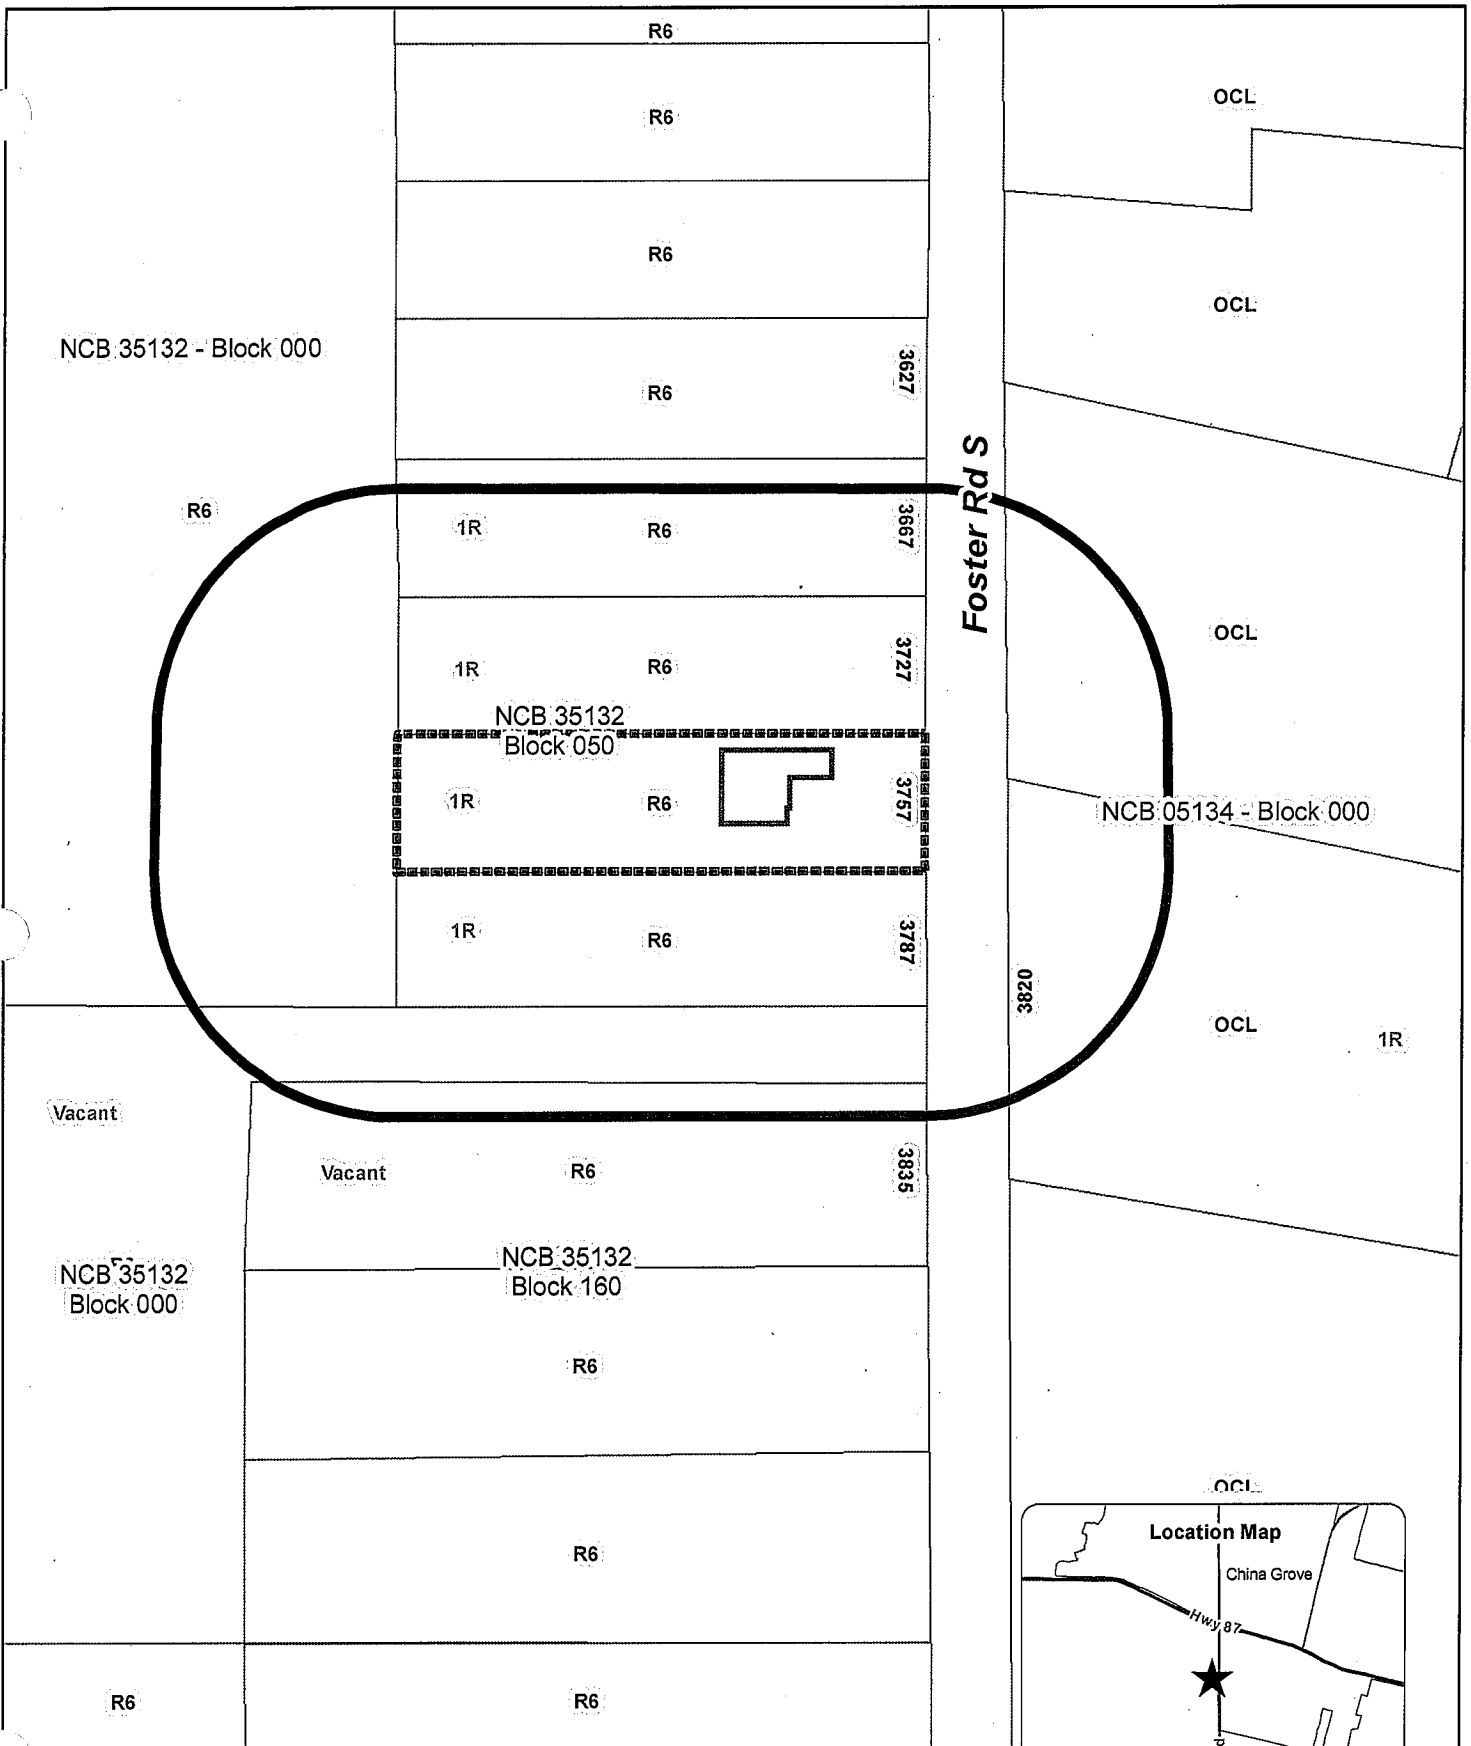 R6
OCL
R6
R6
OCL
NCB 35132 - Block 000
3627
R6
Foster Rd S
R6
1R
R6
3667
OCL
1R
R6
3727
NCB 35132
Block 050
1R
R6
3757
NCB 05134 - Block 000
1R
R6
3787
3820
OCL
1R
Vacant
Vacant
R6
3835
NCB 35132
Block 000
NCB 35132
Block 160
R6
OCL
Location Map
R6
China Grove
Hwy 87
R6
R6